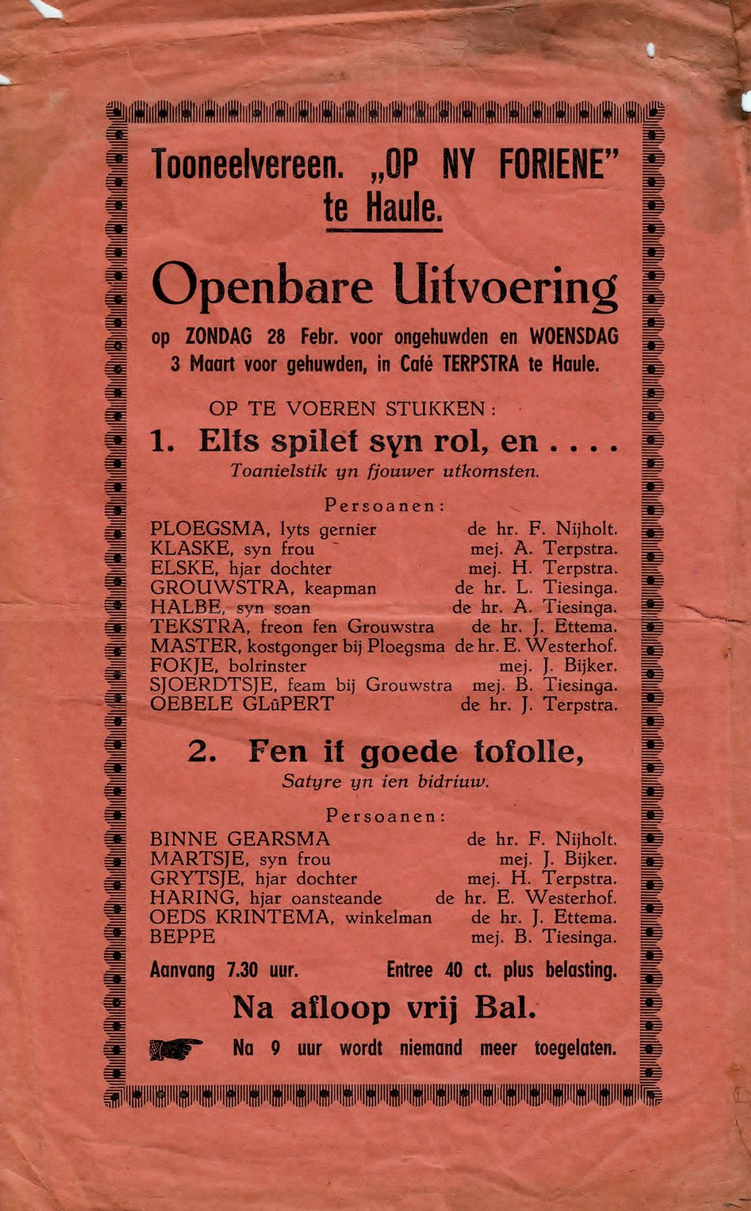 Tooneelvereen. „OP NY FORIENE”
te Haule.
Openbare Uitvoering
op ZONDAG 28 Febr. voor ongehuwden en WOENSDAG
3 Maart voor gehuwden, in Café TERPSTRA te Haule.
OP TE VOEREN STUKKEN:
1. Elts spilet syn rol, en . . . .
Toanielstik yn fjouwer utkomsten.
Persoanen:
PLOEGSMA, lyts gernier de hr. F. Nijholt.
KLASKE, syn frou mej. A. Terpstra.
ELSKE, hjar dochter mej. H. Terpstra.
GROUWSTRA, keapman de hr. L. Tiesinga.
HALBE, syn soan de hr. A. Tiesinga.
TEKSTRA, freon fen Grouwstra de hr. J. Ettema.
MASTER, kostgonger bij Ploegsma de hr. E. Westerhof.
FOKJE, bolrinster mej. J. Bijker.
SJOERDTSJE, feam bij Grouwstra mej. B. Tiesinga.
OEBELE GLûPERT de hr. J. Terpstra.
2. Fen it goede tofolle,
Satyre yn ien bidriuw.
Persoanen:
BINNE GEARSMA de hr. F. Nijholt.
MARTSJE, syn frou mej. J. Bijker.
GRYTSJE, hjar dochter mej. H. Terpstra.
HARING, hjar oansteande de hr. E. Westerhof.
OEDS KRINTEMA, winkelman de hr. J. Ettema.
BEPPE mej. B. Tiesinga.
Aanvang 7.30 uur. Entree 40 ct. plus belasting.
Na afloop vrij Bal.
Na 9 uur wordt niemand meer toegelaten.